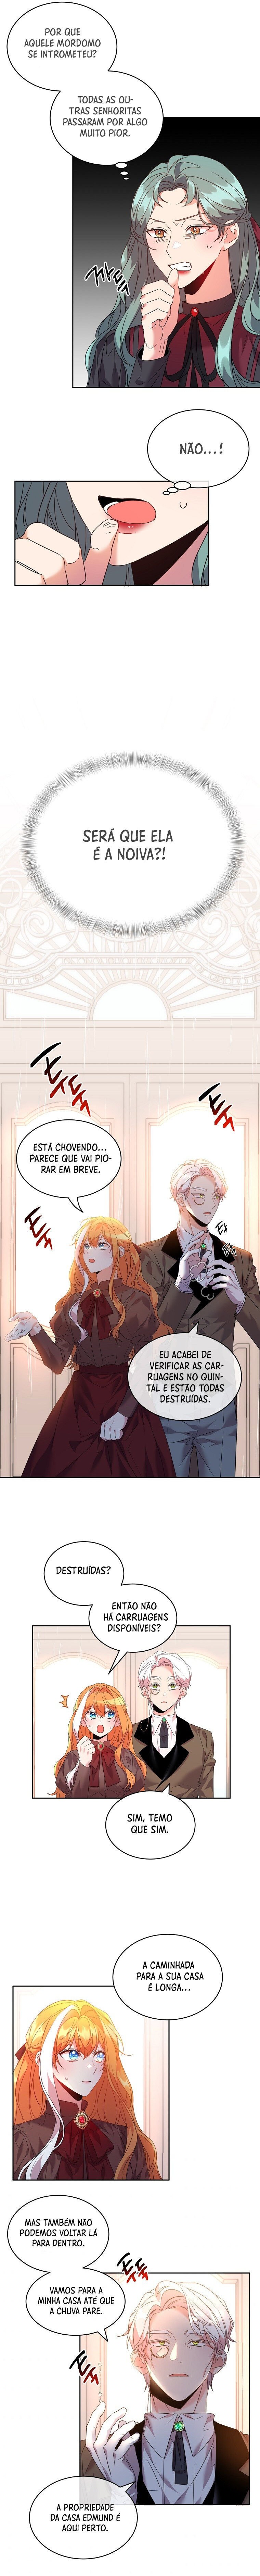 POR QUE
AQUELE MORDOMO
SE INTROMETEU?
TODAS AS OU-
TRAS SENHORITAS
PASSARAM POR ALGO
MUITO PIOR.
NÃO...!
SERÁ QUE ELA
É A NOIVA?!
ESTÁ CHOVENDO...
PARECE QUE VAI PIO-
RAR EM BREVE.
EU ACABEI DE
VERIFICAR AS CAR-
RUAGENS NO QUIN-
TAL E ESTÃO TODAS
DESTRUÍDAS.
DESTRUÍDAS?
ENTÃO NÃO
HÁ CARRUAGENS
DISPONÍVEIS?
SIM, TEMO
QUE SIM.
A CAMINHADA
PARA A SUA CASA
É LONGA...
MAS TAMBÉM NÃO
PODEMOS VOLTAR LÁ
PARA DENTRO.
VAMOS PARA A
MINHA CASA ATÉ QUE
A CHUVA PARE.
A PROPRIEDADE
DA CASA EDMUND É
AQUI PERTO.